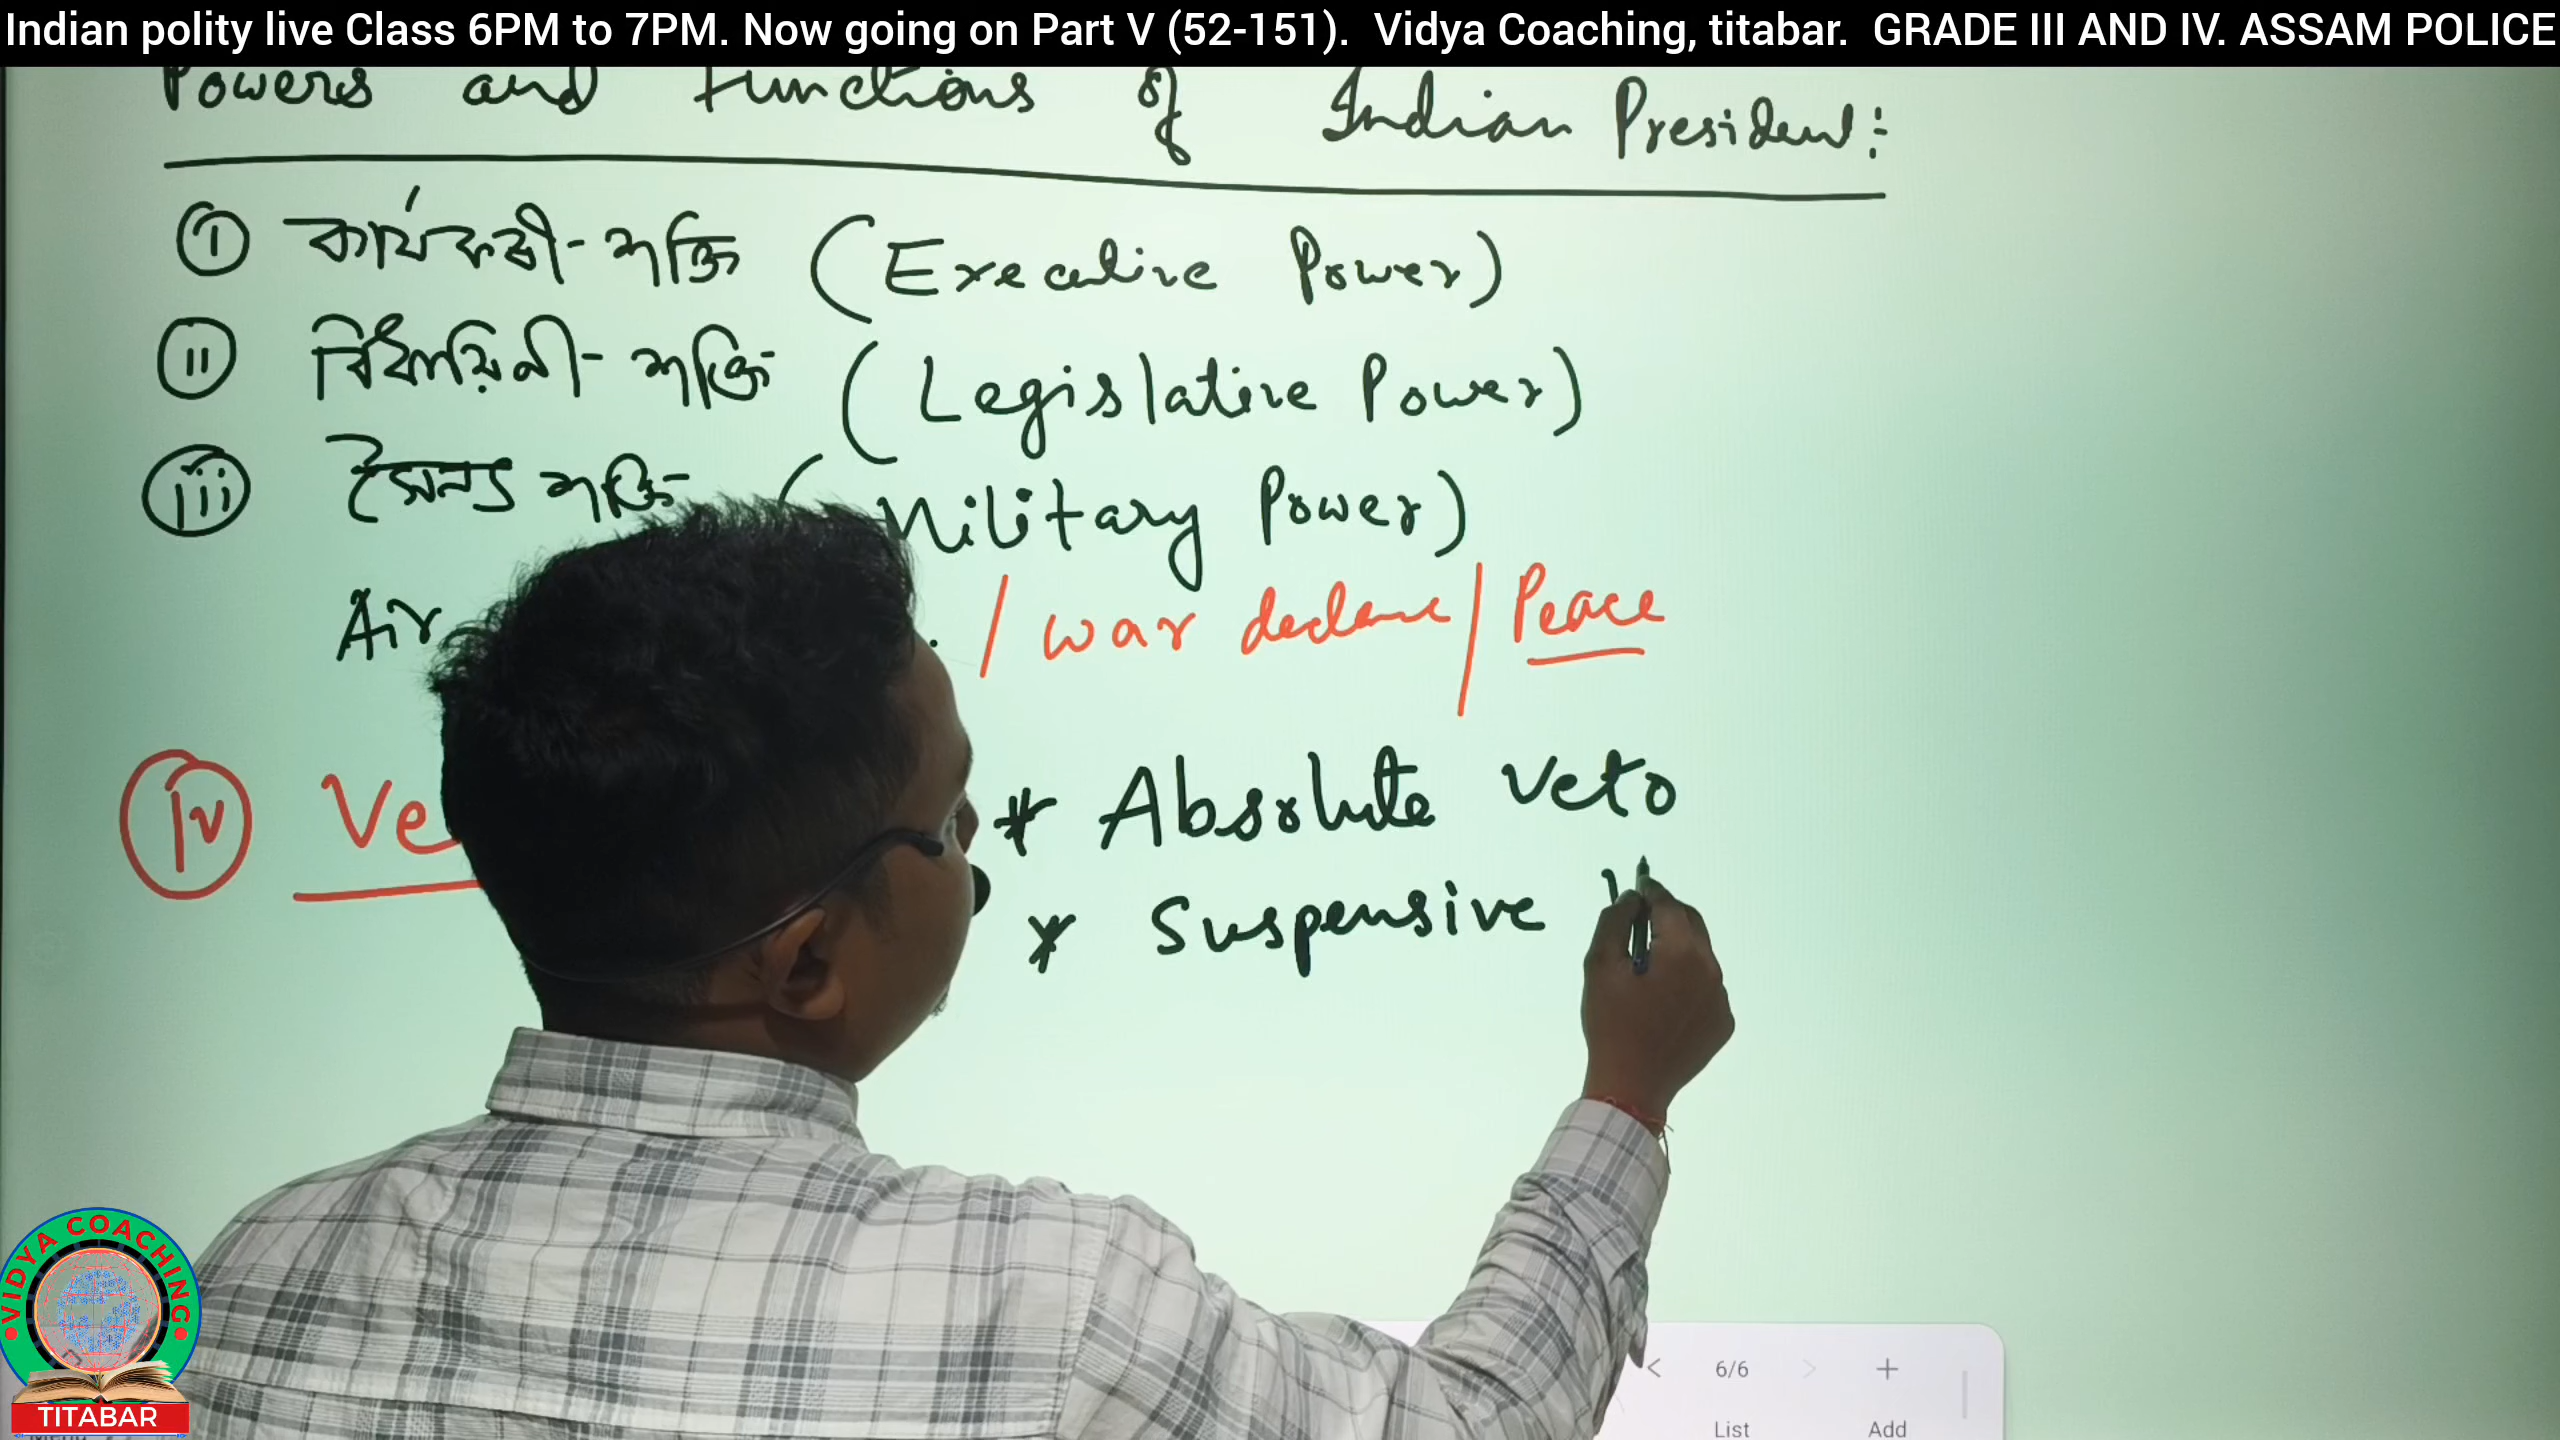 Indian polity live Class 6PM to 7PM. Now going on Part V (52-151). Vidya Coaching, titabar. GRADE III AND IV. ASSAM POLICE
Powers and functions of Indian President:-
(i) কাৰ্যকৰী-শক্তি (Executive Power)
(ii) বিধায়িনী-শক্তি (Legislative Power)
(iii) সৈন্য শক্তি (Military Power)
Air / war declare / Peace
(iv) Ve
* Absolute veto
* Suspensive
VIDYA COACHING
TITABAR
< 6/6 > +
List Add